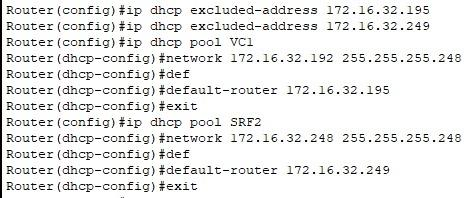 Router(config)#ip dhcp excluded-address 172.16.32.195
Router(config)#ip dhcp excluded-address 172.16.32.249
Router(config)#ip dhcp pool VC1
Router(dhcp-config)#network 172.16.32.192 255.255.255.248
Router(dhcp-config)#def
Router(dhcp-config)#default-router 172.16.32.195
Router(dhcp-config)#exit
Router(config)#ip dhcp pool SRF2
Router(dhcp-config)#network 172.16.32.248 255.255.255.248
Router(dhcp-config)#def
Router(dhcp-config)#default-router 172.16.32.249
Router(dhcp-config)#exit